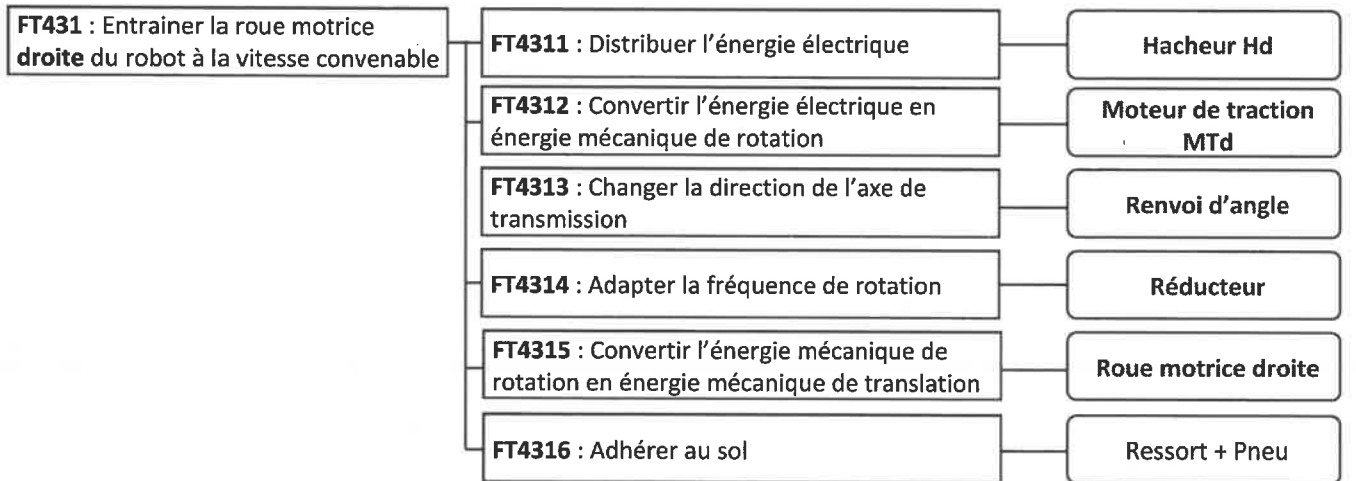 FT431 : Entrainer la roue motrice
droite du robot à la vitesse convenable
FT4311 : Distribuer l'énergie électrique
Hacheur Hd
FT4312 : Convertir l'énergie électrique en
énergie mécanique de rotation
Moteur de traction
MTd
FT4313 : Changer la direction de l'axe de
transmission
Renvoi d'angle
FT4314 : Adapter la fréquence de rotation
Réducteur
FT4315 : Convertir l'énergie mécanique de
rotation en énergie mécanique de translation
Roue motrice droite
FT4316 : Adhérer au sol
Ressort + Pneu